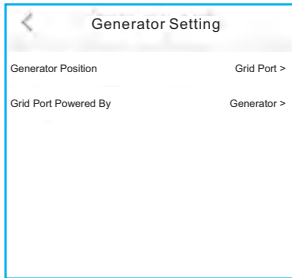 Generator Setting
Generator Position Grid Port >
Grid Port Powered By Generator >